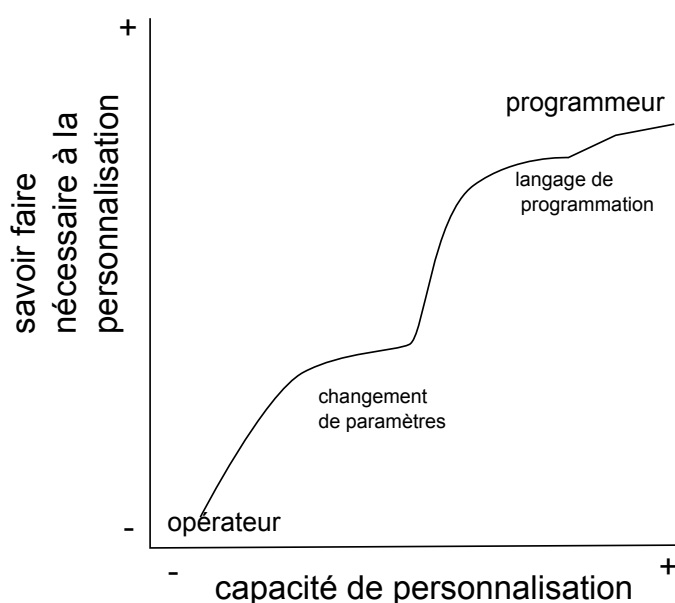 +
savoir faire
nécessaire à la
personnalisation
programmeur
langage de
programmation
changement
de paramètres
-
opérateur
-
+
capacité de personnalisation